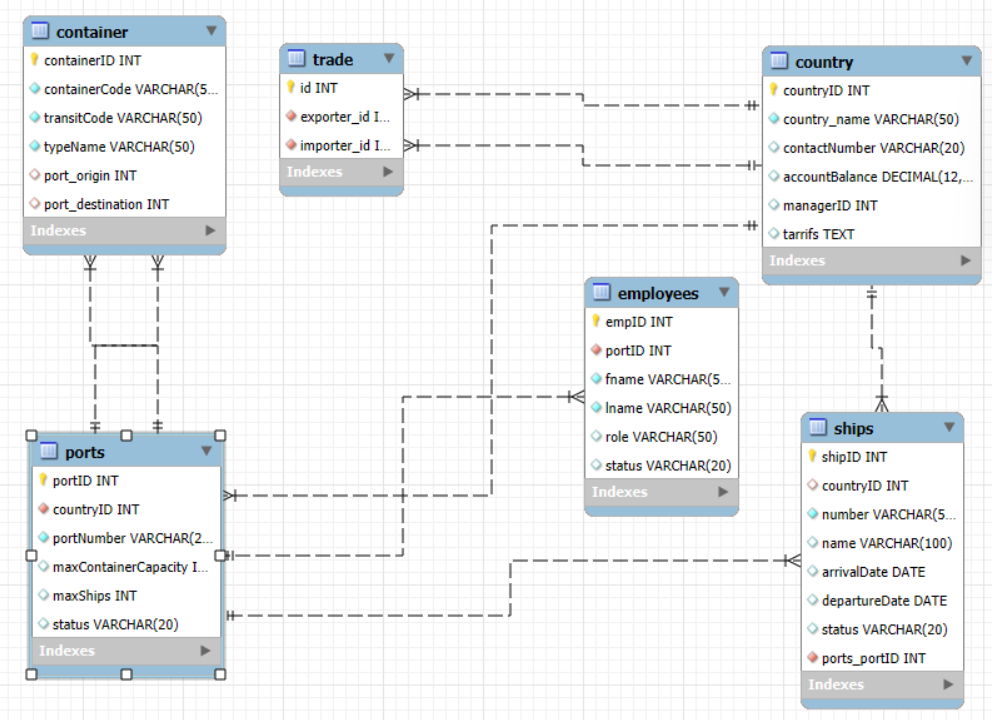 container
containerID INT
containerCode VARCHAR(5...
transitCode VARCHAR(50)
typeName VARCHAR(50)
port_origin INT
port_destination INT
Indexes
trade
id INT
exporter_id I...
importer_id I...
Indexes
country
countryID INT
country_name VARCHAR(50)
contactNumber VARCHAR(20)
accountBalance DECIMAL(12,...
managerID INT
tarrifs TEXT
Indexes
employees
empID INT
portID INT
fname VARCHAR(5...
lname VARCHAR(50)
role VARCHAR(50)
status VARCHAR(20)
Indexes
ports
portID INT
countryID INT
portNumber VARCHAR(2...
maxContainerCapacity I...
maxShips INT
status VARCHAR(20)
Indexes
ships
shipID INT
countryID INT
number VARCHAR(5...
name VARCHAR(100)
arrivalDate DATE
departureDate DATE
status VARCHAR(20)
ports_portID INT
Indexes